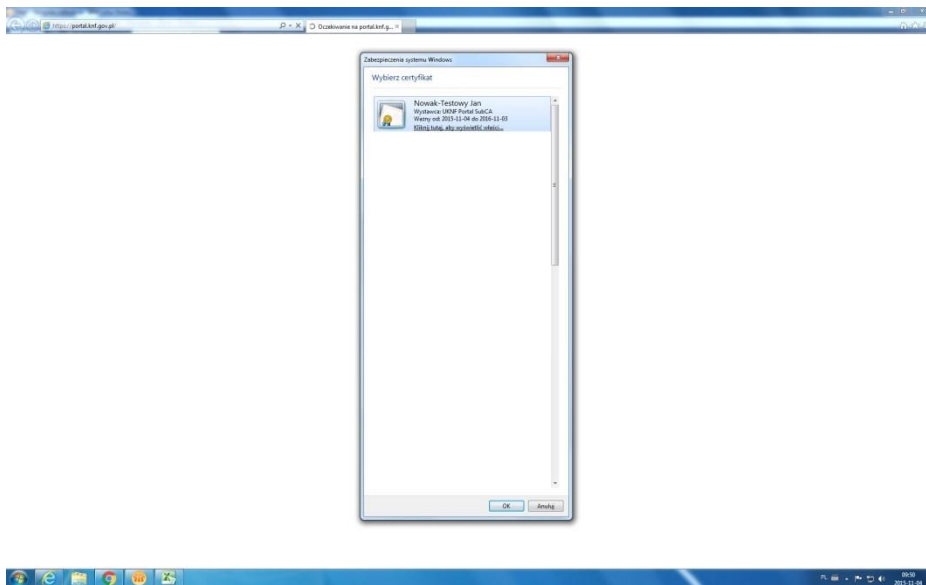 https://portal.knf.gov.pl/
Oczekiwanie na portal.knf.g...
Zabezpieczenia systemu Windows
Wybierz certyfikat
Nowak-Testowy Jan
Wystawca: UKNF Portal SubCA
Ważny od: 2015-11-04 do 2016-11-03
Kliknij tutaj, aby wyświetlić właści...
OK
Anuluj
PL
09:50
2015-11-04